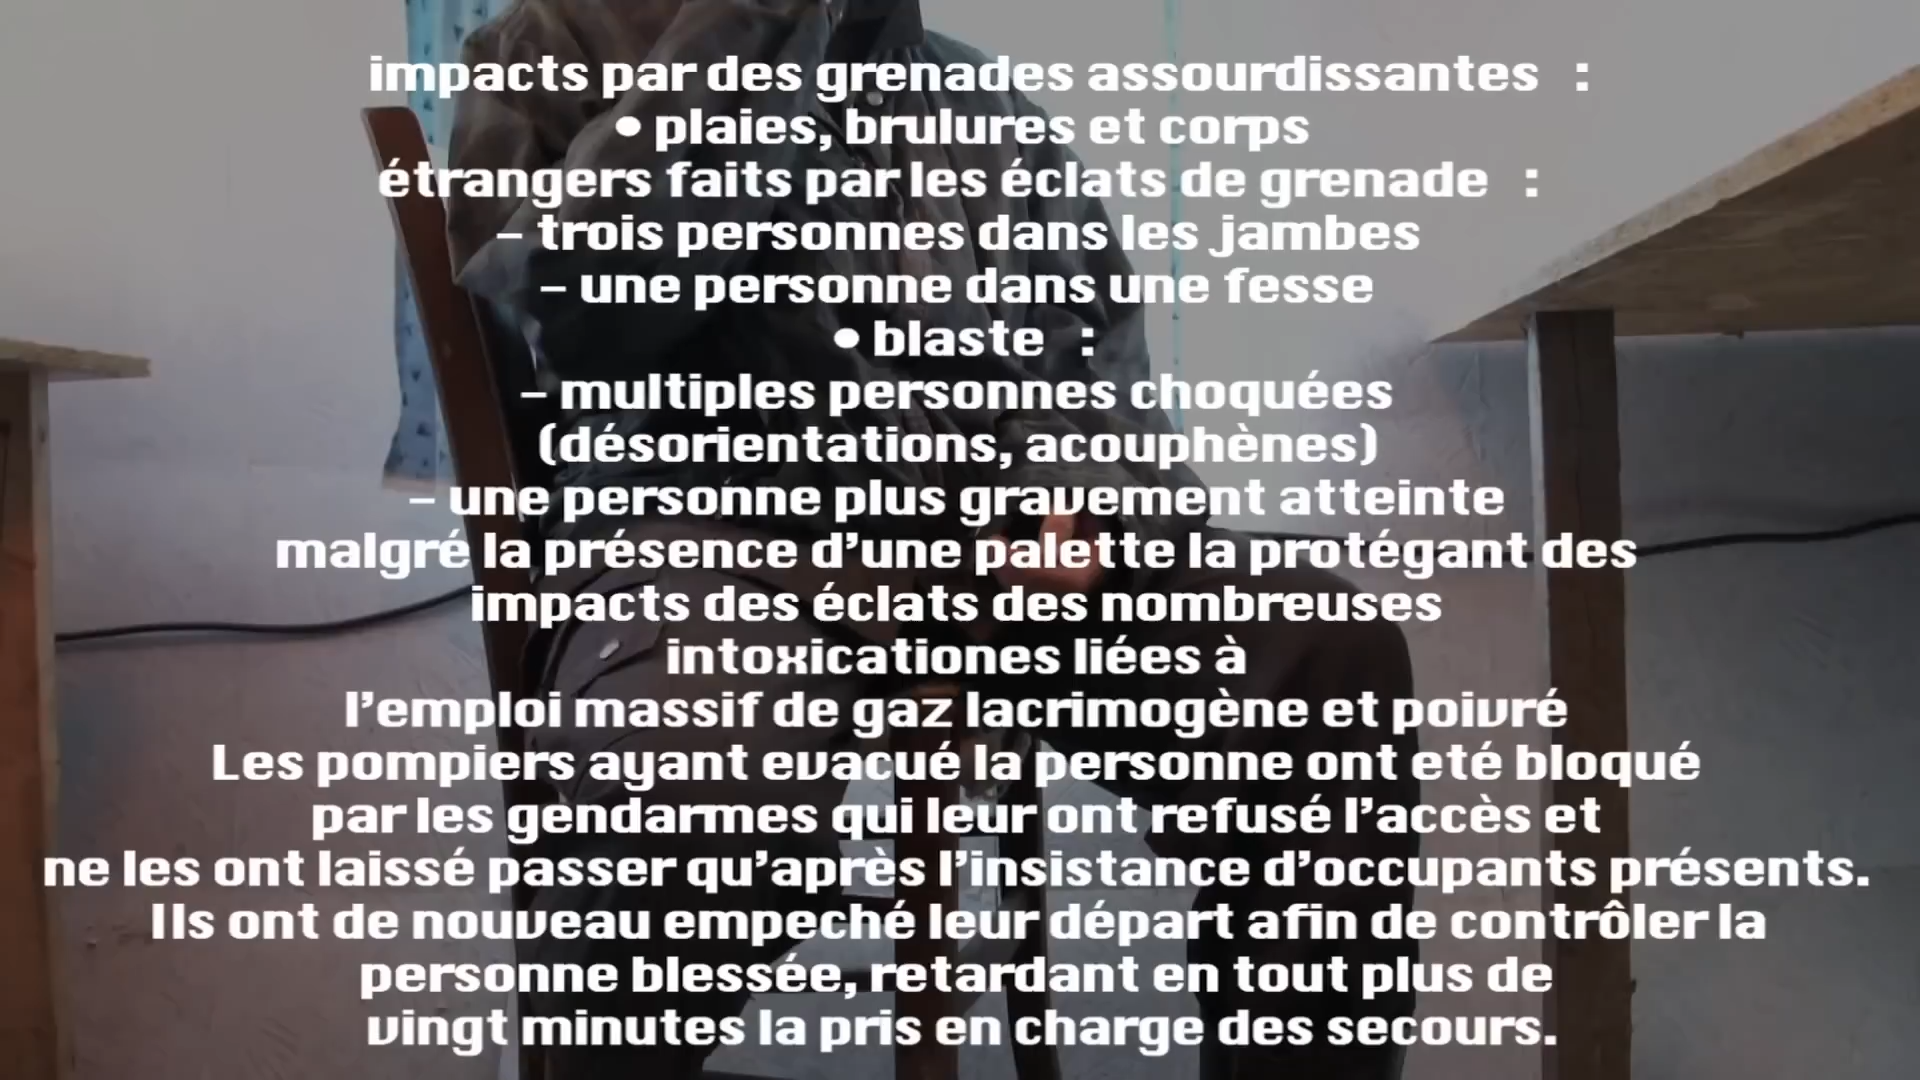 impacts par des grenades assourdissantes :
• plaies, brulures et corps
étrangers faits par les éclats de grenade :
– trois personnes dans les jambes
– une personne dans une fesse
• blaste :
– multiples personnes choquées
(désorientations, acouphènes)
– une personne plus gravement atteinte
malgré la présence d’une palette la protégant des
impacts des éclats des nombreuses
intoxicationes liées à
l’emploi massif de gaz lacrimogène et poivré
Les pompiers ayant evacué la personne ont eté bloqué
par les gendarmes qui leur ont refusé l’accès et
ne les ont laissé passer qu’après l’insistance d’occupants présents.
Ils ont de nouveau empeché leur départ afin de contrôler la
personne blessée, retardant en tout plus de
vingt minutes la pris en charge des secours.